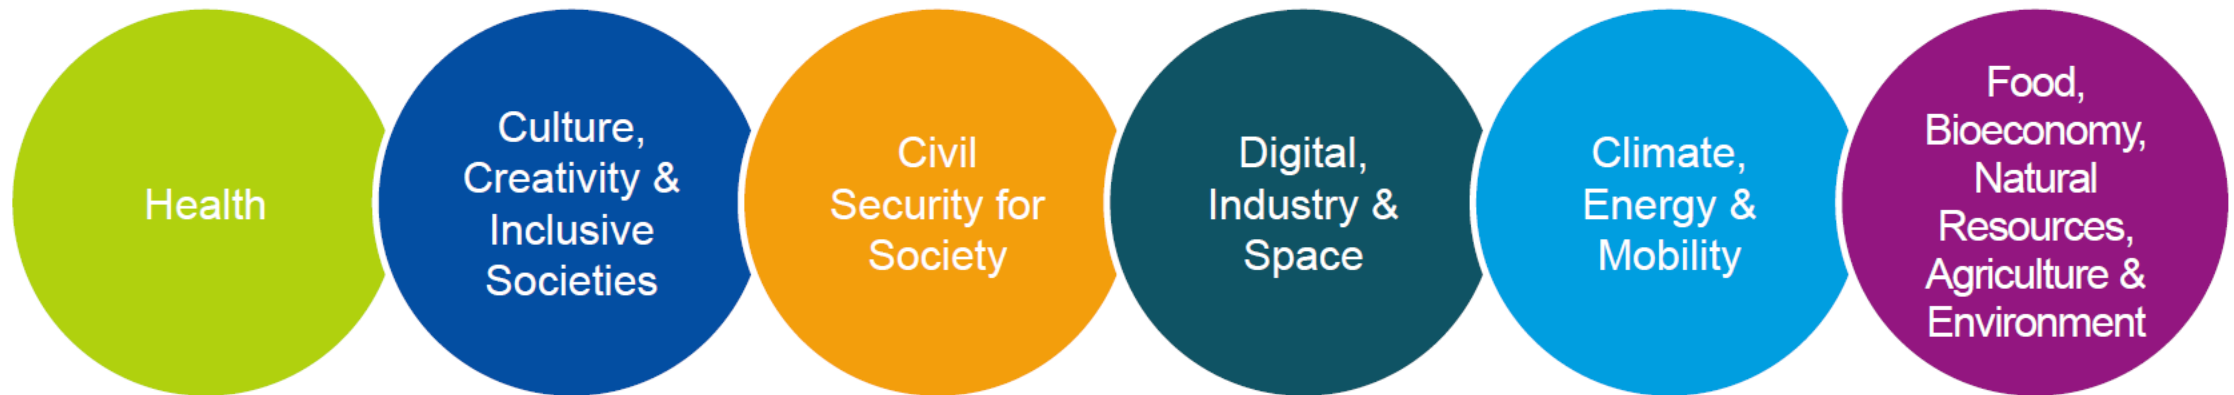 Health
Culture,
Creativity &
Inclusive
Societies
Civil
Security for
Society
Digital,
Industry &
Space
Climate,
Energy &
Mobility
Food,
Bioeconomy,
Natural
Resources,
Agriculture &
Environment